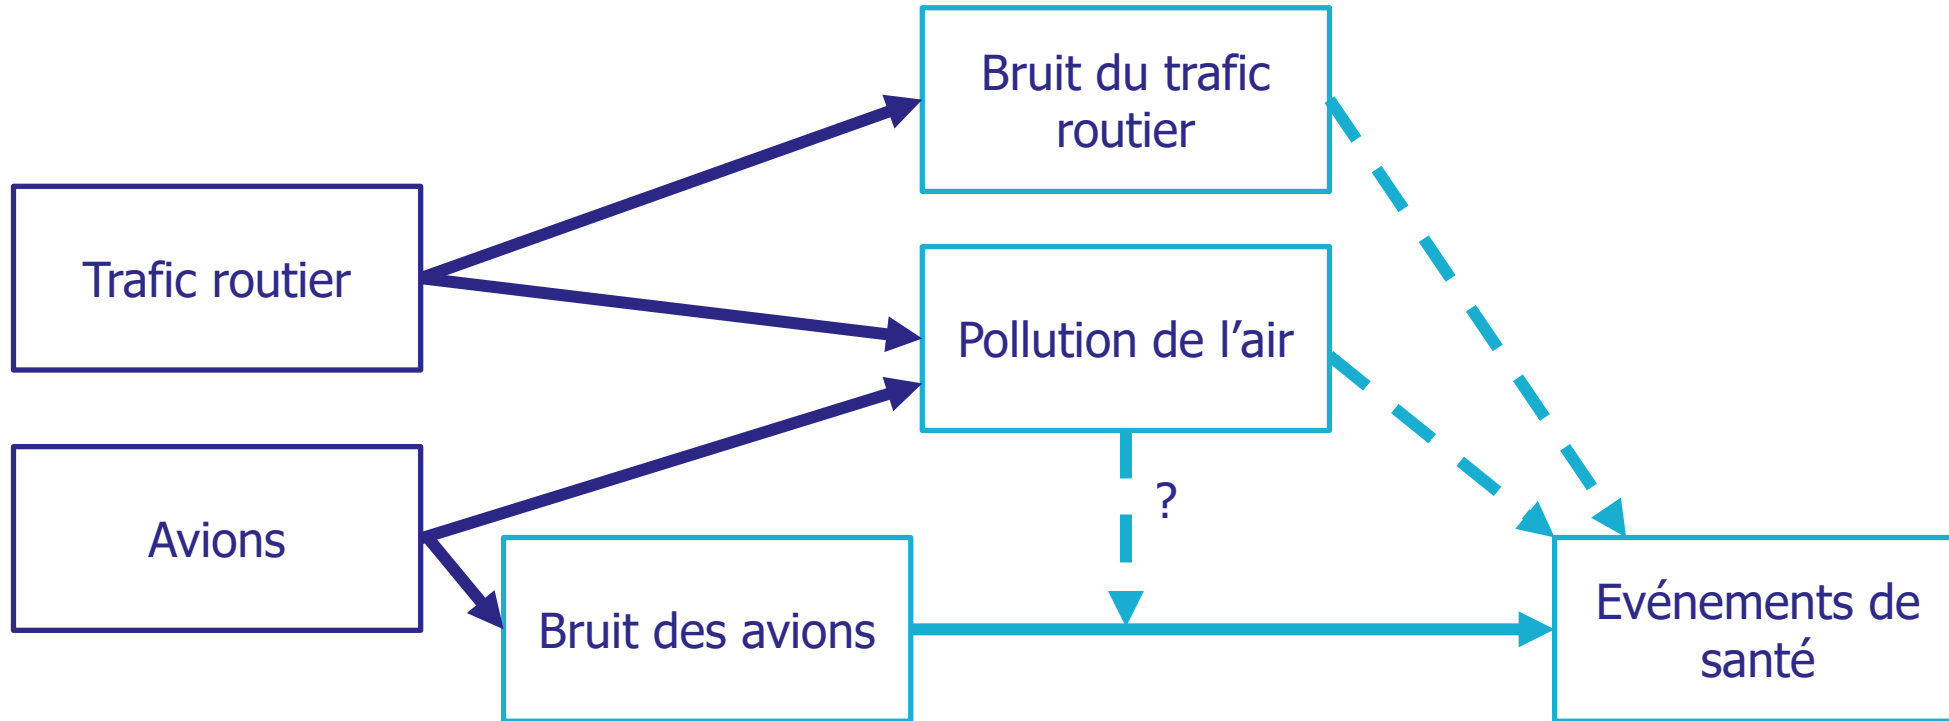 Bruit du trafic
routier
Trafic routier
Pollution de l’air
?
Avions
Bruit des avions
Evénements de
santé